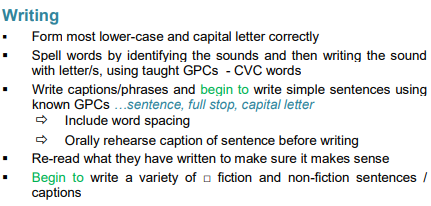 Writing
▪ Form most lower-case and capital letter correctly
▪ Spell words by identifying the sounds and then writing the sound
with letter/s, using taught GPCs - CVC words
▪ Write captions/phrases and begin to write simple sentences using
known GPCs …sentence, full stop, capital letter
⇨ Include word spacing
⇨ Orally rehearse caption of sentence before writing
▪ Re-read what they have written to make sure it makes sense
▪ Begin to write a variety of □ fiction and non-fiction sentences /
captions